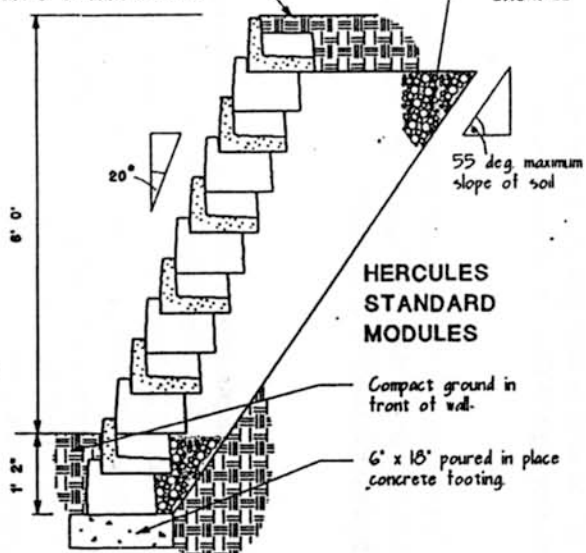 20°
6' 0"
55 deg. maximum
slope of soil
HERCULES
STANDARD
MODULES
Compact ground in
front of wall.
1' 2"
6" x 18" poured in place
concrete footing.